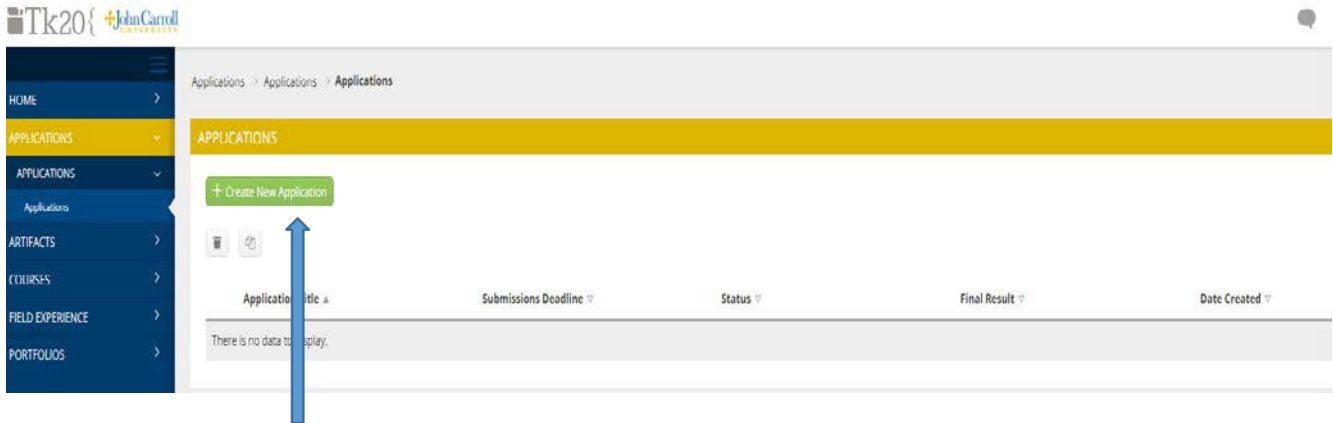 Tk20{ John Carroll
UNIVERSITY
Applications > Applications > Applications
HOME
APPLICATIONS
APPLICATIONS
Applications
ARTIFACTS
COURSES
FIELD EXPERIENCE
PORTFOLIOS
APPLICATIONS
+ Create New Application
Application Title Submissions Deadline Status Final Result Date Created
There is no data to display.